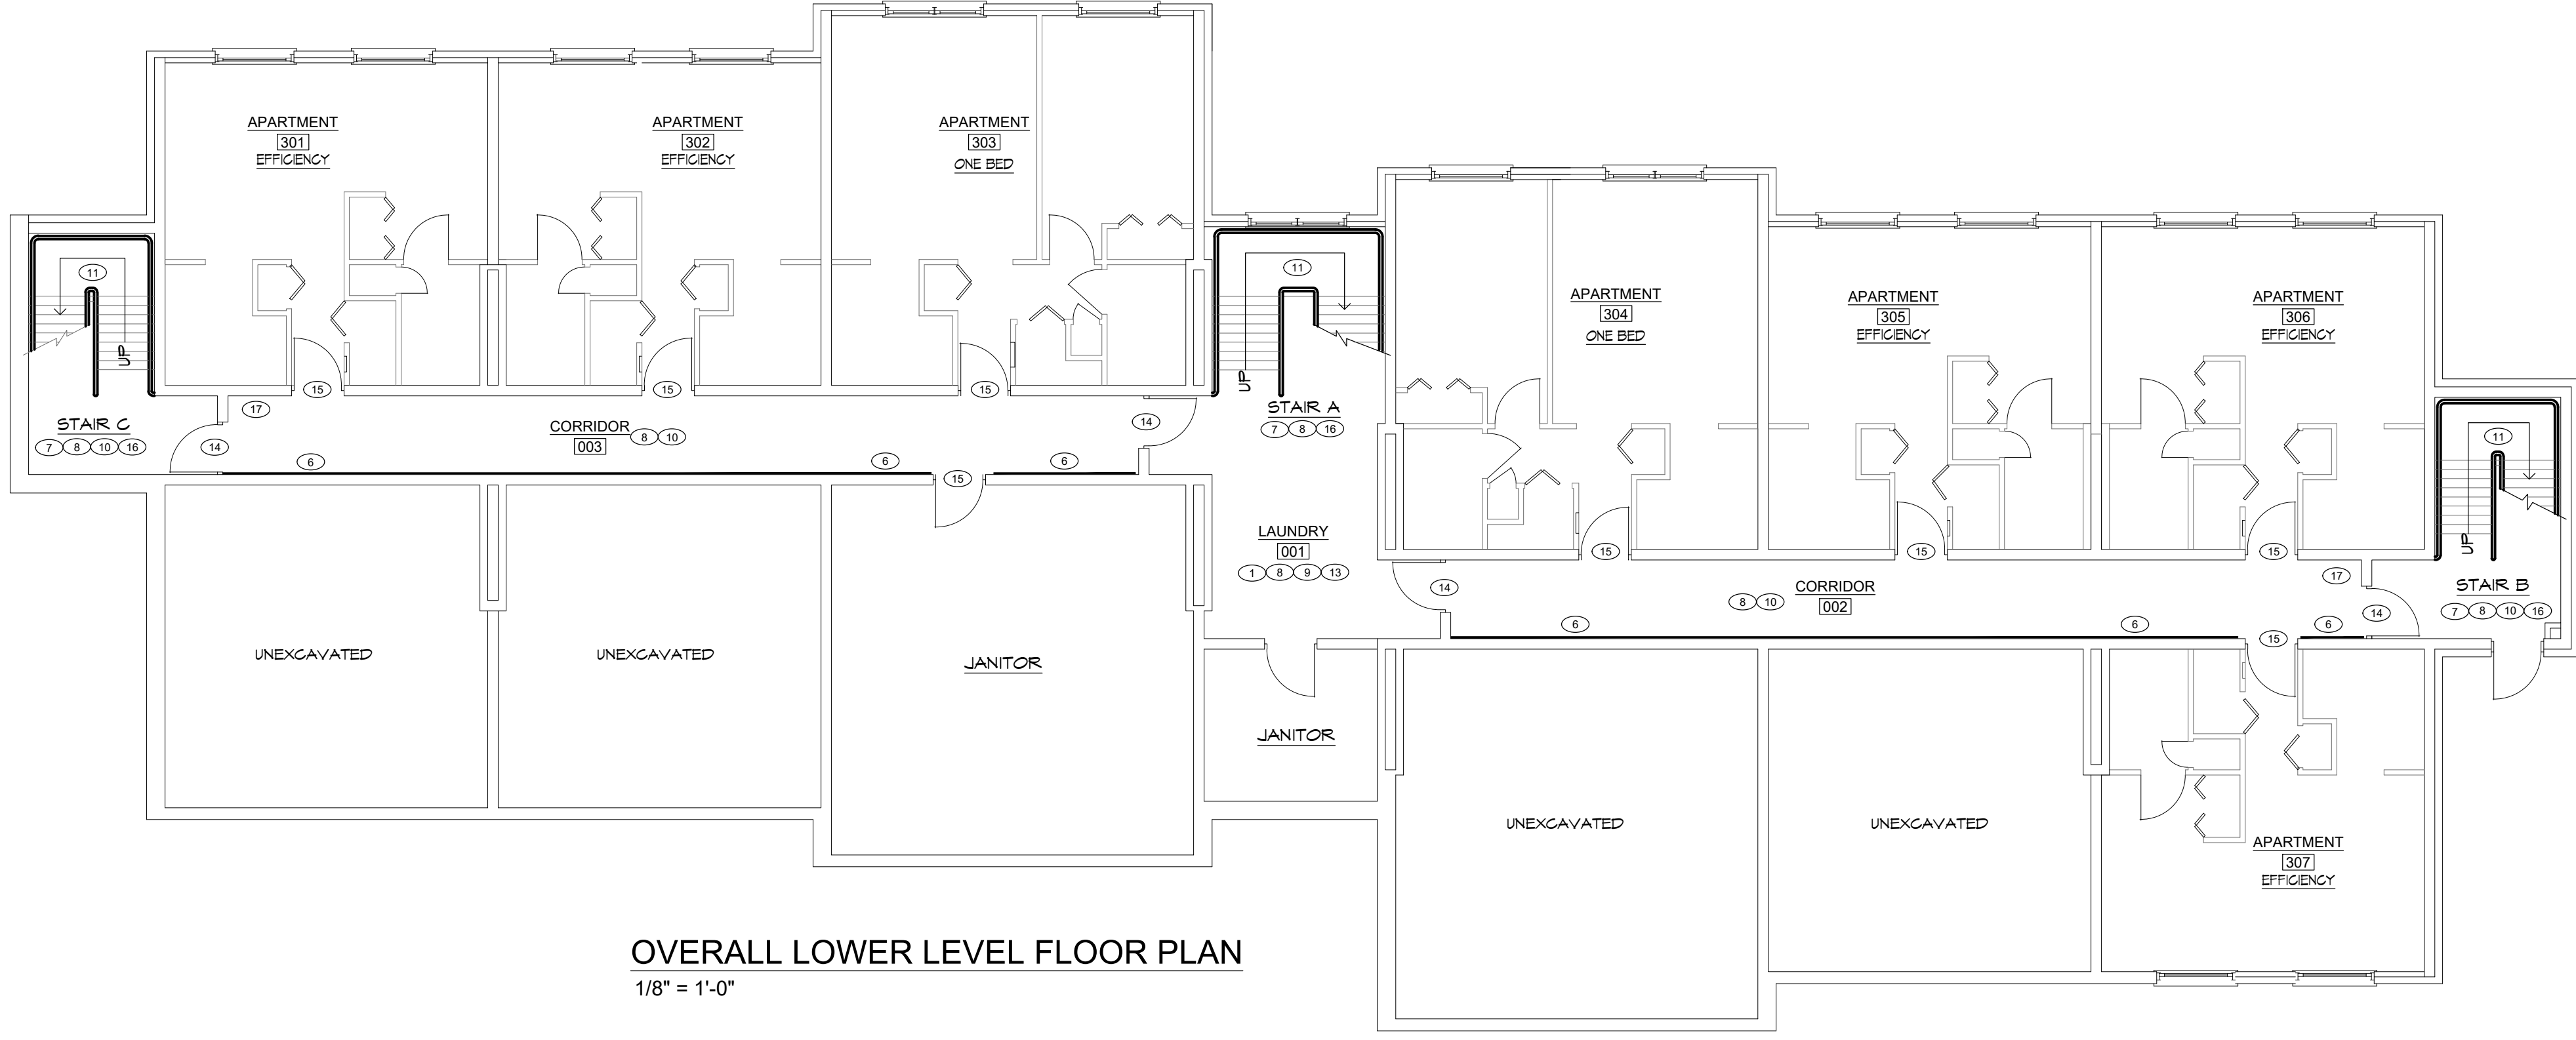 APARTMENT
301
EFFICIENCY
APARTMENT
302
EFFICIENCY
APARTMENT
303
ONE BED
11
UP
STAIR C
7 8 10 16
17
14
15
15
15
CORRIDOR
003
8 10
6
6
6
15
14
11
UP
STAIR A
7 8 16
LAUNDRY
001
1 8 9 13
APARTMENT
304
ONE BED
APARTMENT
305
EFFICIENCY
APARTMENT
306
EFFICIENCY
15
15
15
14
CORRIDOR
002
8 10
6
6
6
15
17
14
11
UP
STAIR B
7 8 10 16
UNEXCAVATED
UNEXCAVATED
JANITOR
JANITOR
UNEXCAVATED
UNEXCAVATED
APARTMENT
307
EFFICIENCY
OVERALL LOWER LEVEL FLOOR PLAN
1/8" = 1'-0"